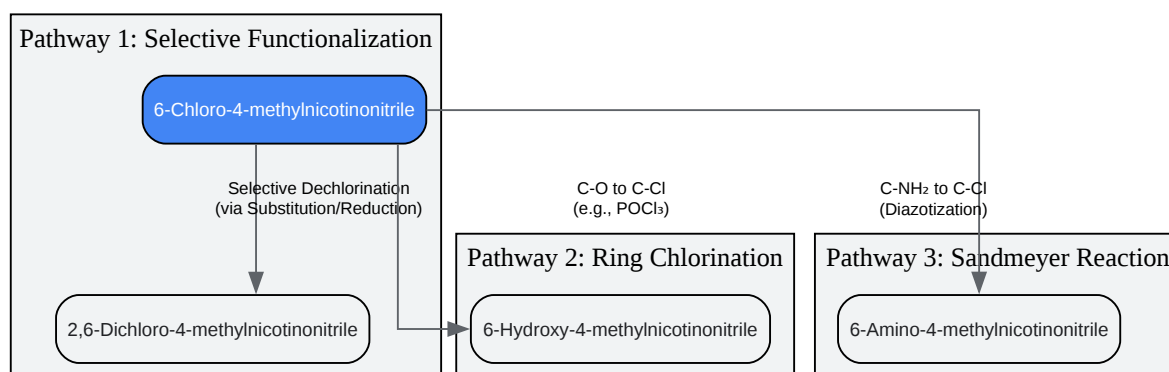 Pathway 1: Selective Functionalization
6-Chloro-4-methylnicotinonitrile
Selective Dechlorination
(via Substitution/Reduction)
2,6-Dichloro-4-methylnicotinonitrile
C-O to C-Cl
(e.g., POCl₃)
Pathway 2: Ring Chlorination
6-Hydroxy-4-methylnicotinonitrile
C-NH₂ to C-Cl
(Diazotization)
Pathway 3: Sandmeyer Reaction
6-Amino-4-methylnicotinonitrile